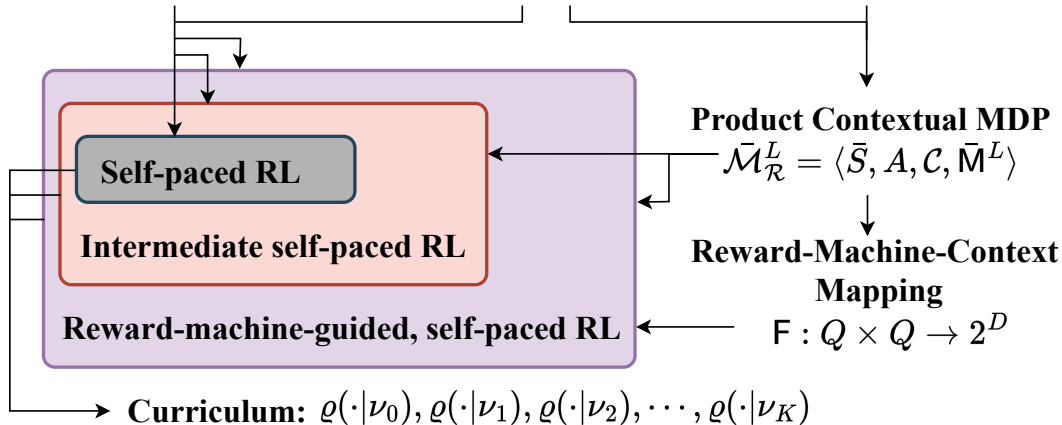 Product Contextual MDP
$\bar{\mathcal{M}}_{\mathcal{R}}^{L} = \langle \bar{S}, A, \mathcal{C}, \bar{\mathsf{M}}^{L} \rangle$
Self-paced RL
Intermediate self-paced RL
Reward-Machine-Context
Mapping
Reward-machine-guided, self-paced RL
$\mathsf{F} : Q \times Q \to 2^{D}$
Curriculum: $\varrho(\cdot|\nu_0), \varrho(\cdot|\nu_1), \varrho(\cdot|\nu_2), \cdots, \varrho(\cdot|\nu_K)$